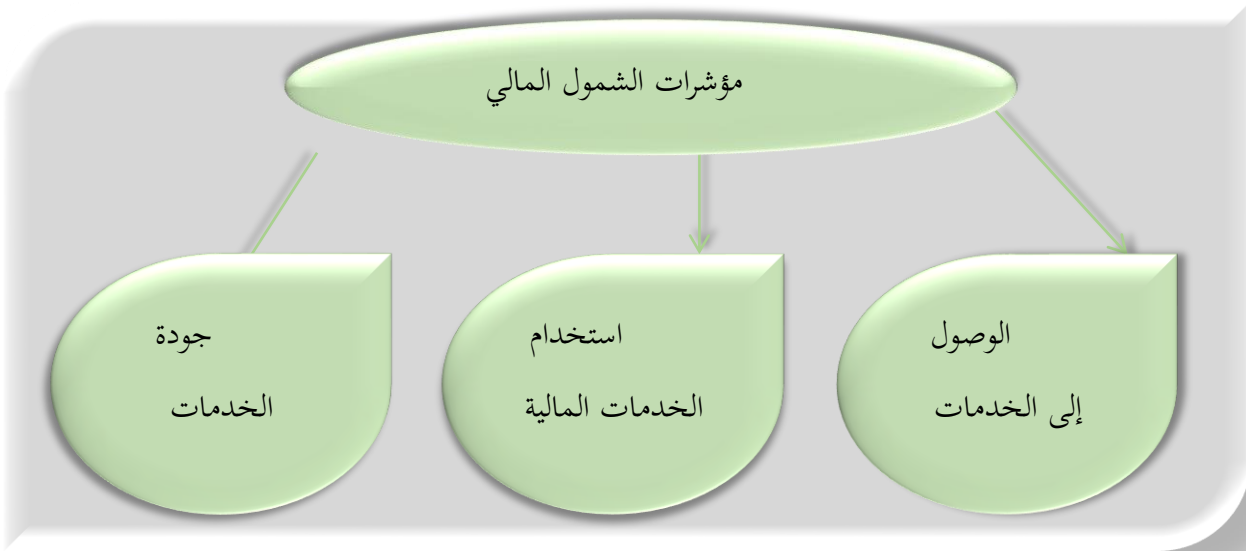 مؤشرات الشمول المالي
الوصول
إلى الخدمات
استخدام
الخدمات المالية
جودة
الخدمات